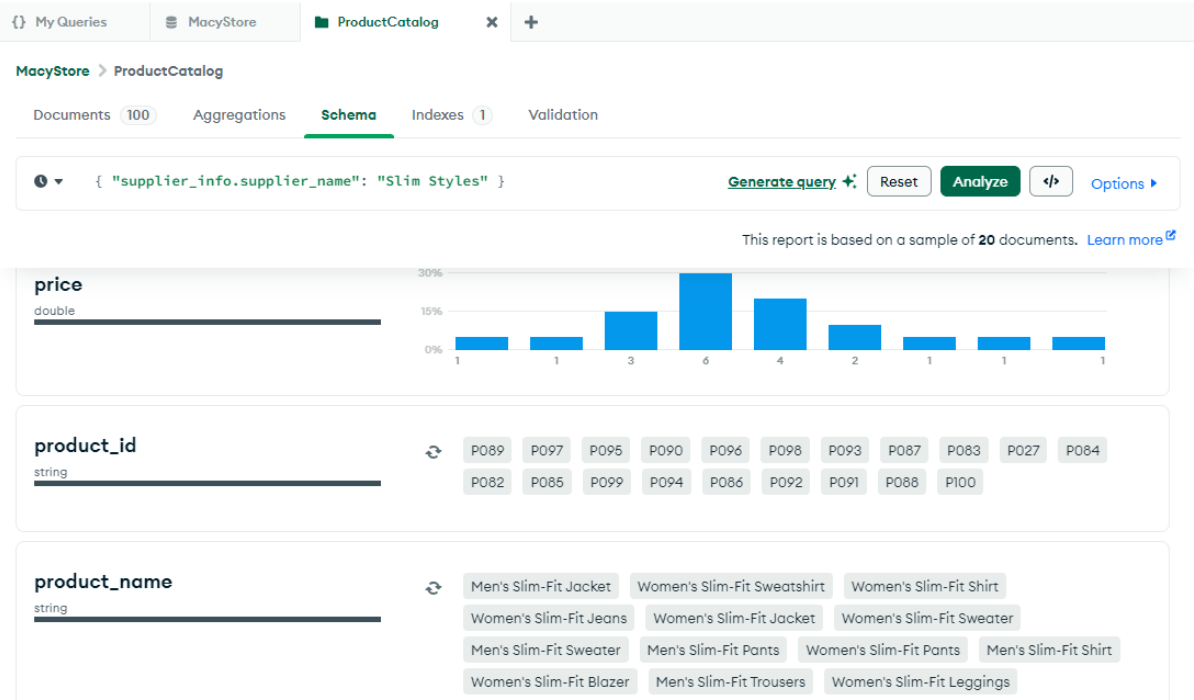 {} My Queries MacyStore ProductCatalog × +
MacyStore > ProductCatalog
Documents 100 Aggregations Schema Indexes 1 Validation
{ "supplier_info.supplier_name": "Slim Styles" } Generate query Reset Analyze </> Options
This report is based on a sample of 20 documents. Learn more
price
double
30%
15%
0%
1 1 3 6 4 2 1 1 1
product_id
string
P089 P097 P095 P090 P096 P098 P093 P087 P083 P027 P084
P082 P085 P099 P094 P086 P092 P091 P088 P100
product_name
string
Men's Slim-Fit Jacket Women's Slim-Fit Sweatshirt Women's Slim-Fit Shirt
Women's Slim-Fit Jeans Women's Slim-Fit Jacket Women's Slim-Fit Sweater
Men's Slim-Fit Sweater Men's Slim-Fit Pants Women's Slim-Fit Pants Men's Slim-Fit Shirt
Women's Slim-Fit Blazer Men's Slim-Fit Trousers Women's Slim-Fit Leggings